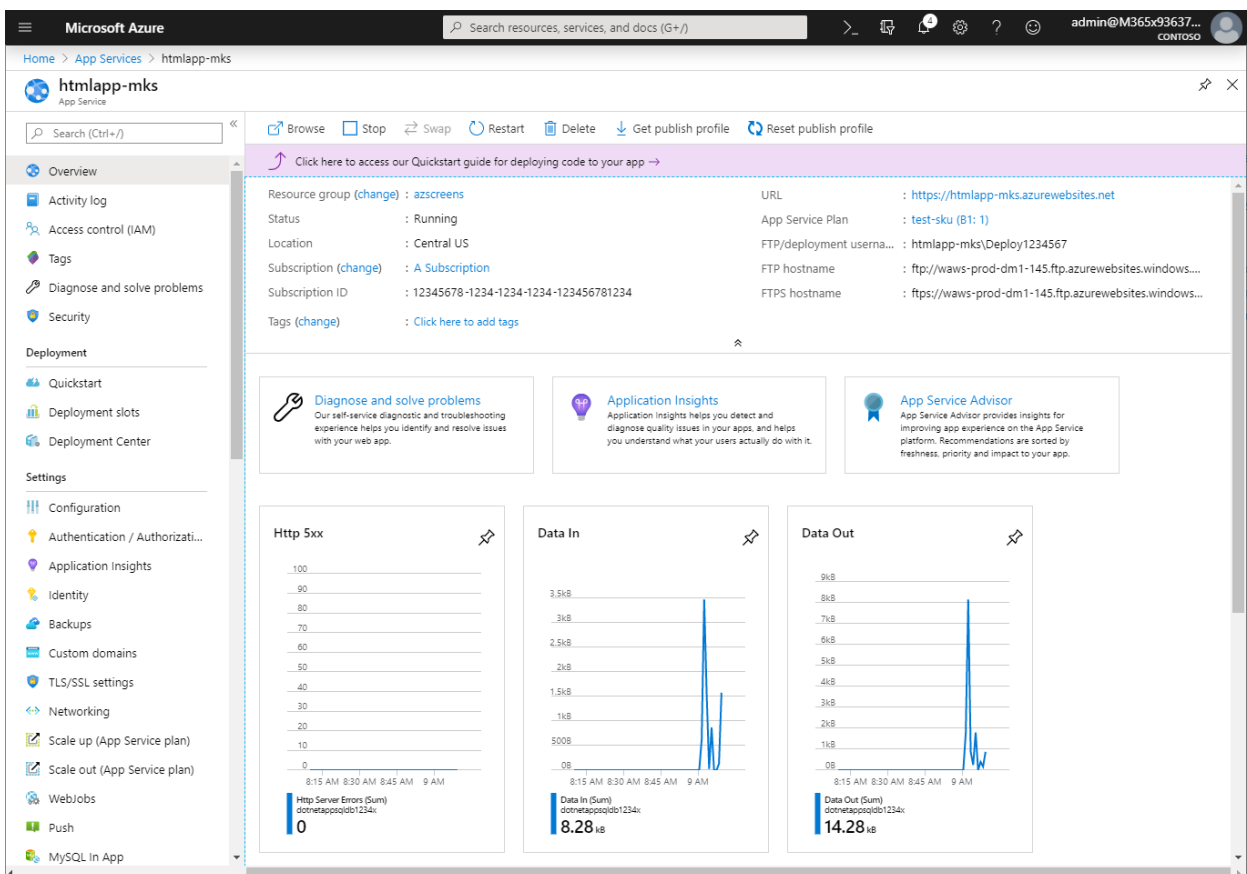 Microsoft Azure
Search resources, services, and docs (G+/)
4
admin@M365x93637...
CONTOSO
Home > App Services > htmlapp-mks
htmlapp-mks
App Service
Search (Ctrl+/)
Browse Stop Swap Restart Delete Get publish profile Reset publish profile
Click here to access our Quickstart guide for deploying code to your app →
Overview
Activity log
Access control (IAM)
Tags
Diagnose and solve problems
Security
Deployment
Quickstart
Deployment slots
Deployment Center
Settings
Configuration
Authentication / Authorizati...
Application Insights
Identity
Backups
Custom domains
TLS/SSL settings
Networking
Scale up (App Service plan)
Scale out (App Service plan)
WebJobs
Push
MySQL In App
Resource group (change) : azscreens
Status : Running
Location : Central US
Subscription (change) : A Subscription
Subscription ID : 12345678-1234-1234-1234-123456781234
Tags (change) : Click here to add tags
URL : https://htmlapp-mks.azurewebsites.net
App Service Plan : test-sku (B1: 1)
FTP/deployment userna... : htmlapp-mks\Deploy1234567
FTP hostname : ftp://waws-prod-dm1-145.ftp.azurewebsites.windows....
FTPS hostname : ftps://waws-prod-dm1-145.ftp.azurewebsites.windows...
Diagnose and solve problems
Our self-service diagnostic and troubleshooting
experience helps you identify and resolve issues
with your web app.
Application Insights
Application Insights helps you detect and
diagnose quality issues in your apps, and helps
you understand what your users actually do with it.
App Service Advisor
App Service Advisor provides insights for
improving app experience on the App Service
platform. Recommendations are sorted by
freshness, priority and impact to your app.
Http 5xx
100
90
80
70
60
50
40
30
20
10
0
8:15 AM 8:30 AM 8:45 AM 9 AM
Http Server Errors (Sum)
dotnetappsqldb1234x
0
Data In
3.5kB
3kB
2.5kB
2kB
1.5kB
1kB
500B
0B
8:15 AM 8:30 AM 8:45 AM 9 AM
Data In (Sum)
dotnetappsqldb1234x
8.28 kB
Data Out
9kB
8kB
7kB
6kB
5kB
4kB
3kB
2kB
1kB
0B
8:15 AM 8:30 AM 8:45 AM 9 AM
Data Out (Sum)
dotnetappsqldb1234x
14.28 kB